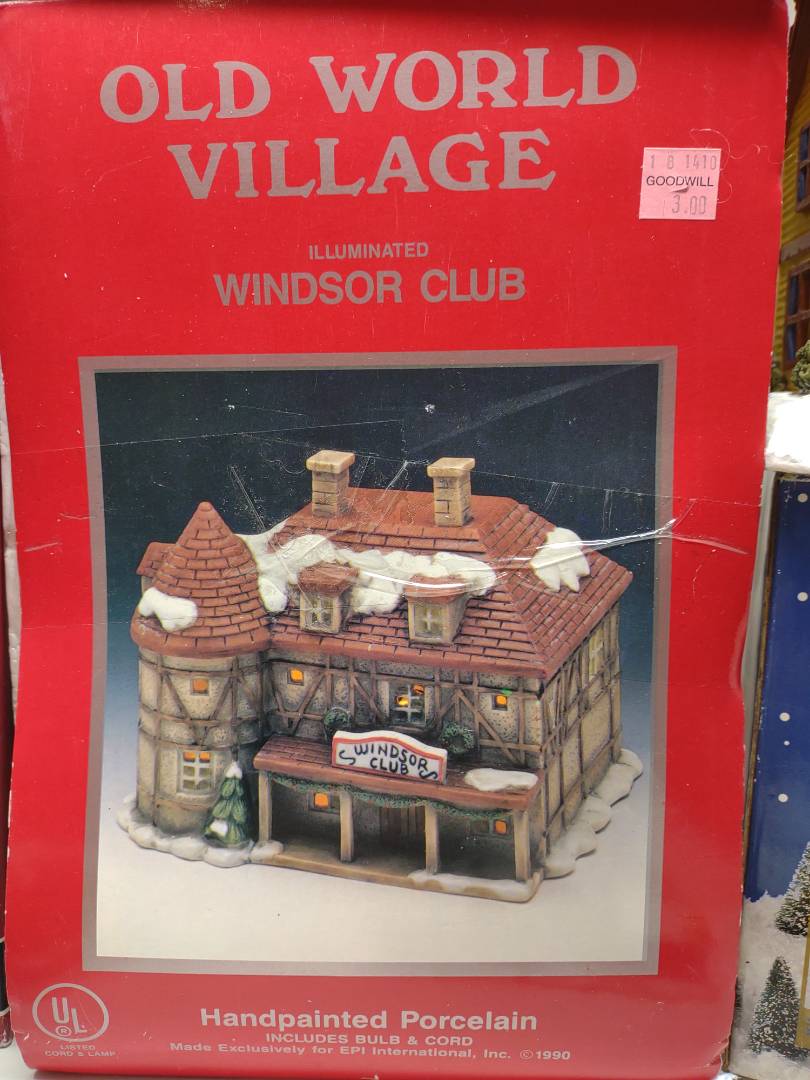 OLD WORLD
VILLAGE
1 8 1410
GOODWILL
3.00
ILLUMINATED
WINDSOR CLUB
WINDSOR
CLUB
Handpainted Porcelain
INCLUDES BULB & CORD
Made Exclusively for EPI International, Inc. ©1990
UL
®
LISTED
CORD & LAMP